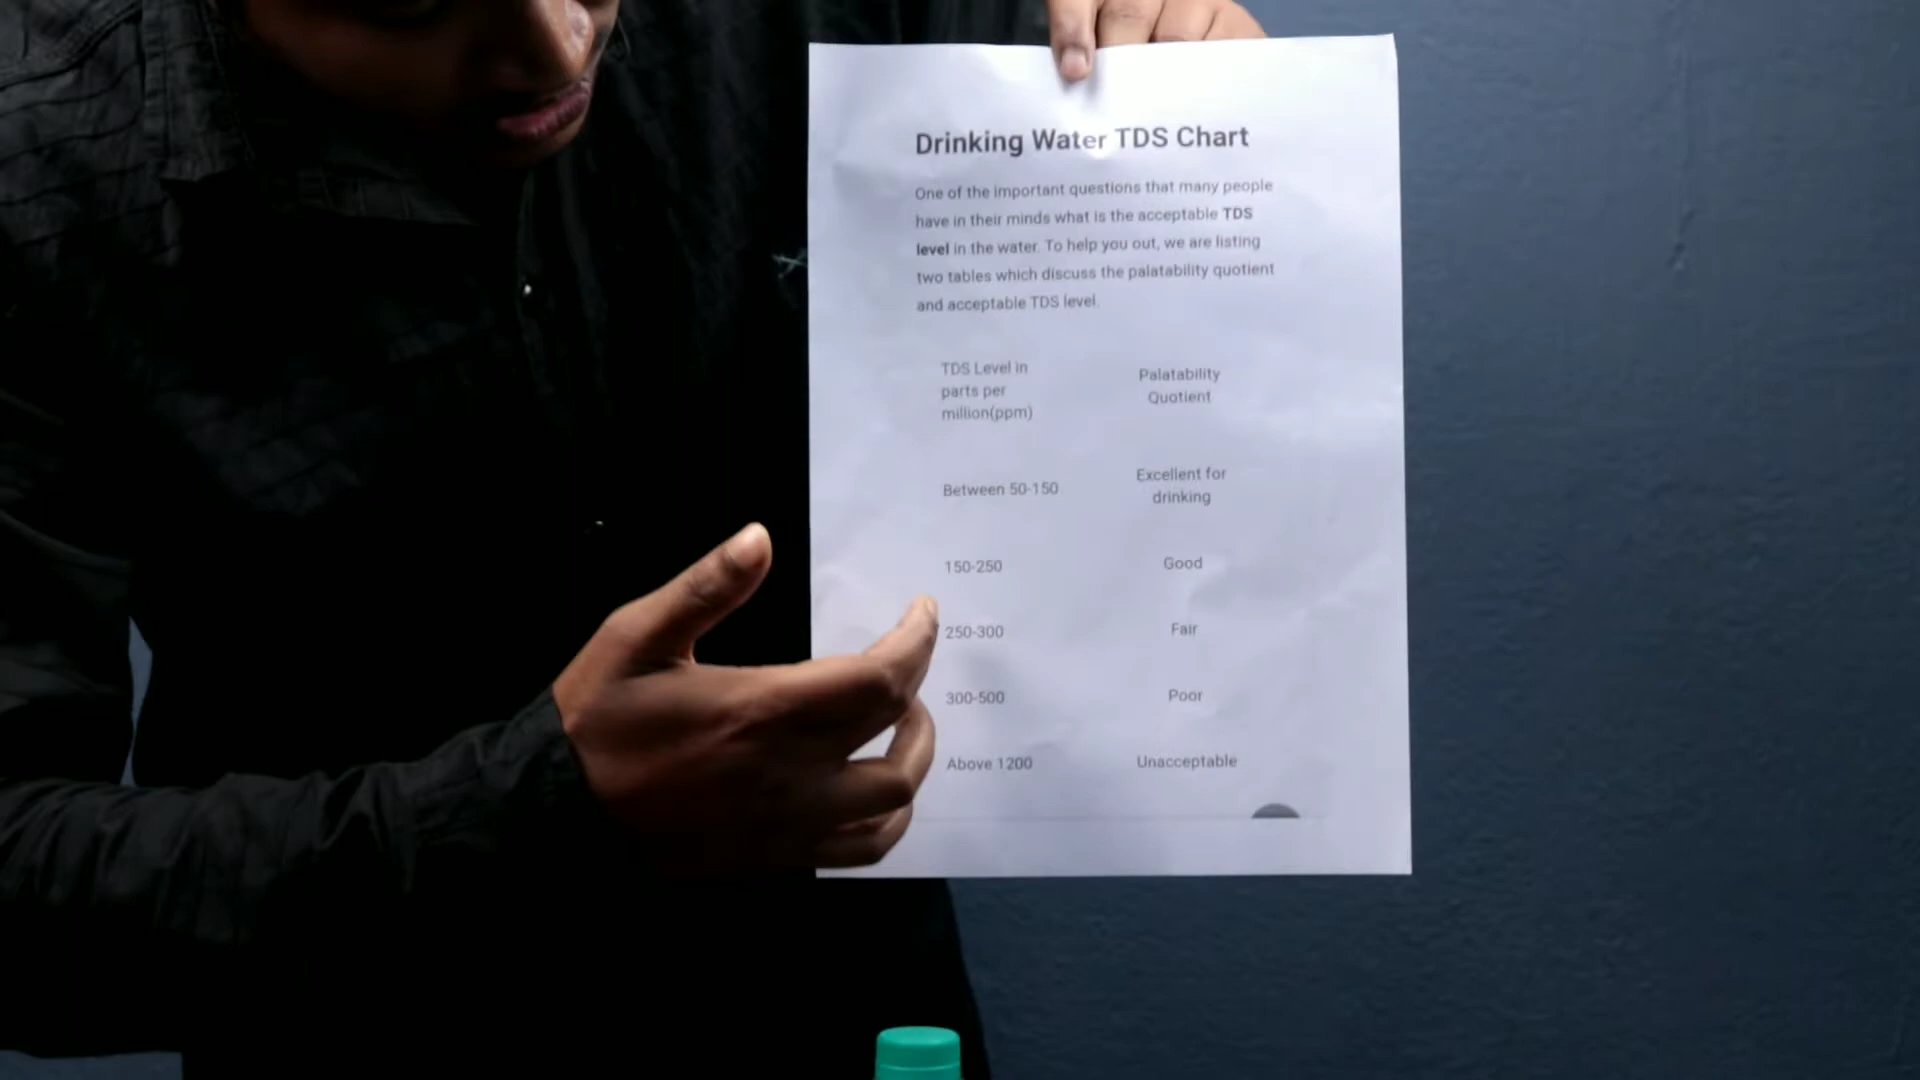 Drinking Water TDS Chart
One of the important questions that many people
have in their minds what is the acceptable TDS
level in the water. To help you out, we are listing
two tables which discuss the palatability quotient
and acceptable TDS level.
TDS Level in
parts per
million(ppm)
Palatability
Quotient
Between 50-150
Excellent for
drinking
150-250
Good
250-300
Fair
300-500
Poor
Above 1200
Unacceptable